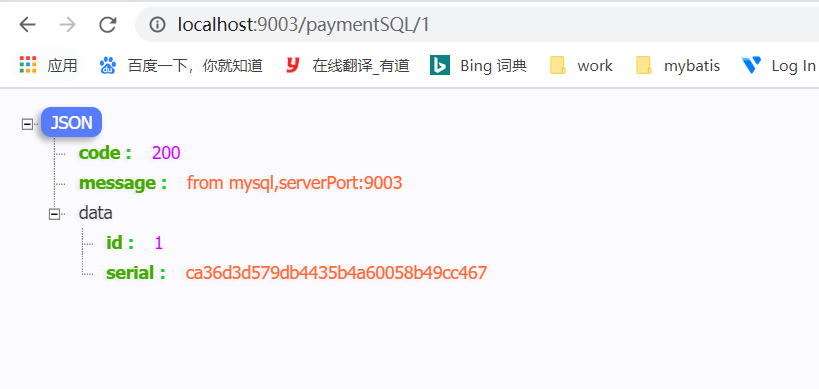 localhost:9003/paymentSQL/1
应用 百度一下，你就知道 在线翻译_有道 Bing 词典 work mybatis Log In
JSON
code : 200
message : from mysql,serverPort:9003
data
id : 1
serial : ca36d3d579db4435b4a60058b49cc467